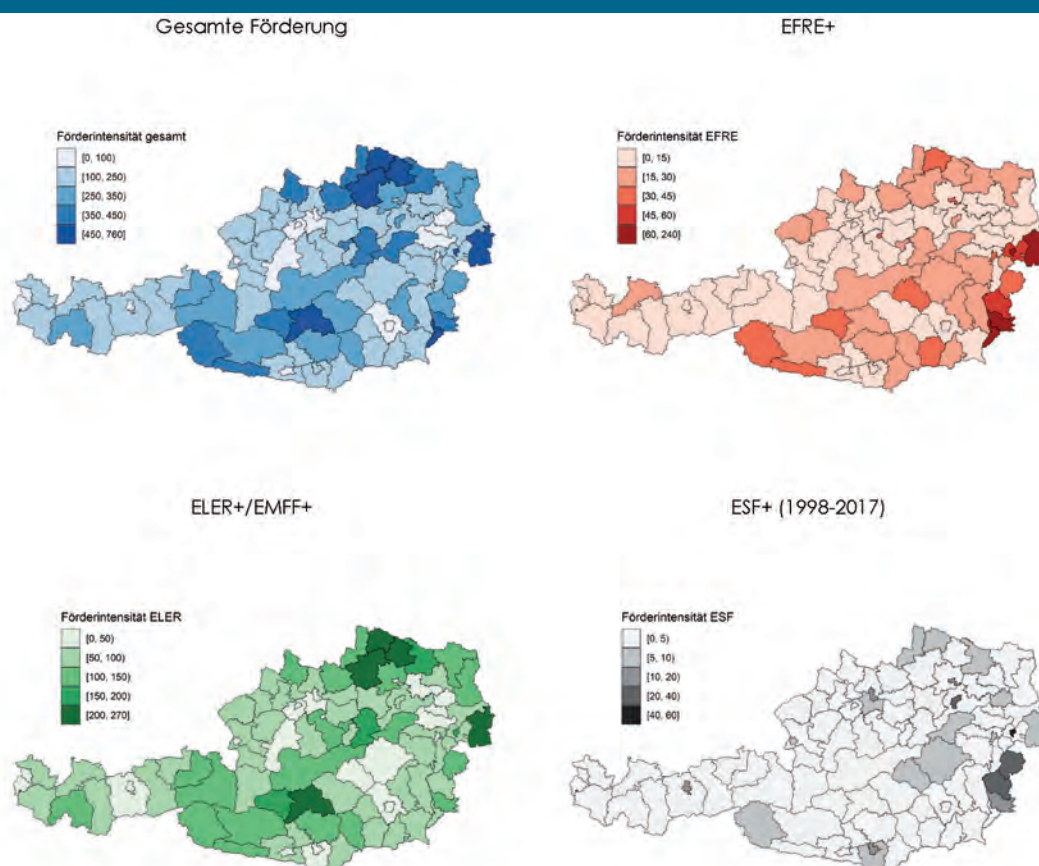 Gesamte Förderung
Förderintensität gesamt
[0, 100)
[100, 250)
[250, 350)
[350, 450)
[450, 760]
EFRE+
Förderintensität EFRE
[0, 15)
[15, 30)
[30, 45)
[45, 60)
[60, 240]
ELER+/EMFF+
Förderintensität ELER
[0, 50)
[50, 100)
[100, 150)
[150, 200)
[200, 270]
ESF+ (1998-2017)
Förderintensität ESF
[0, 5)
[5, 10)
[10, 20)
[20, 40)
[40, 60]